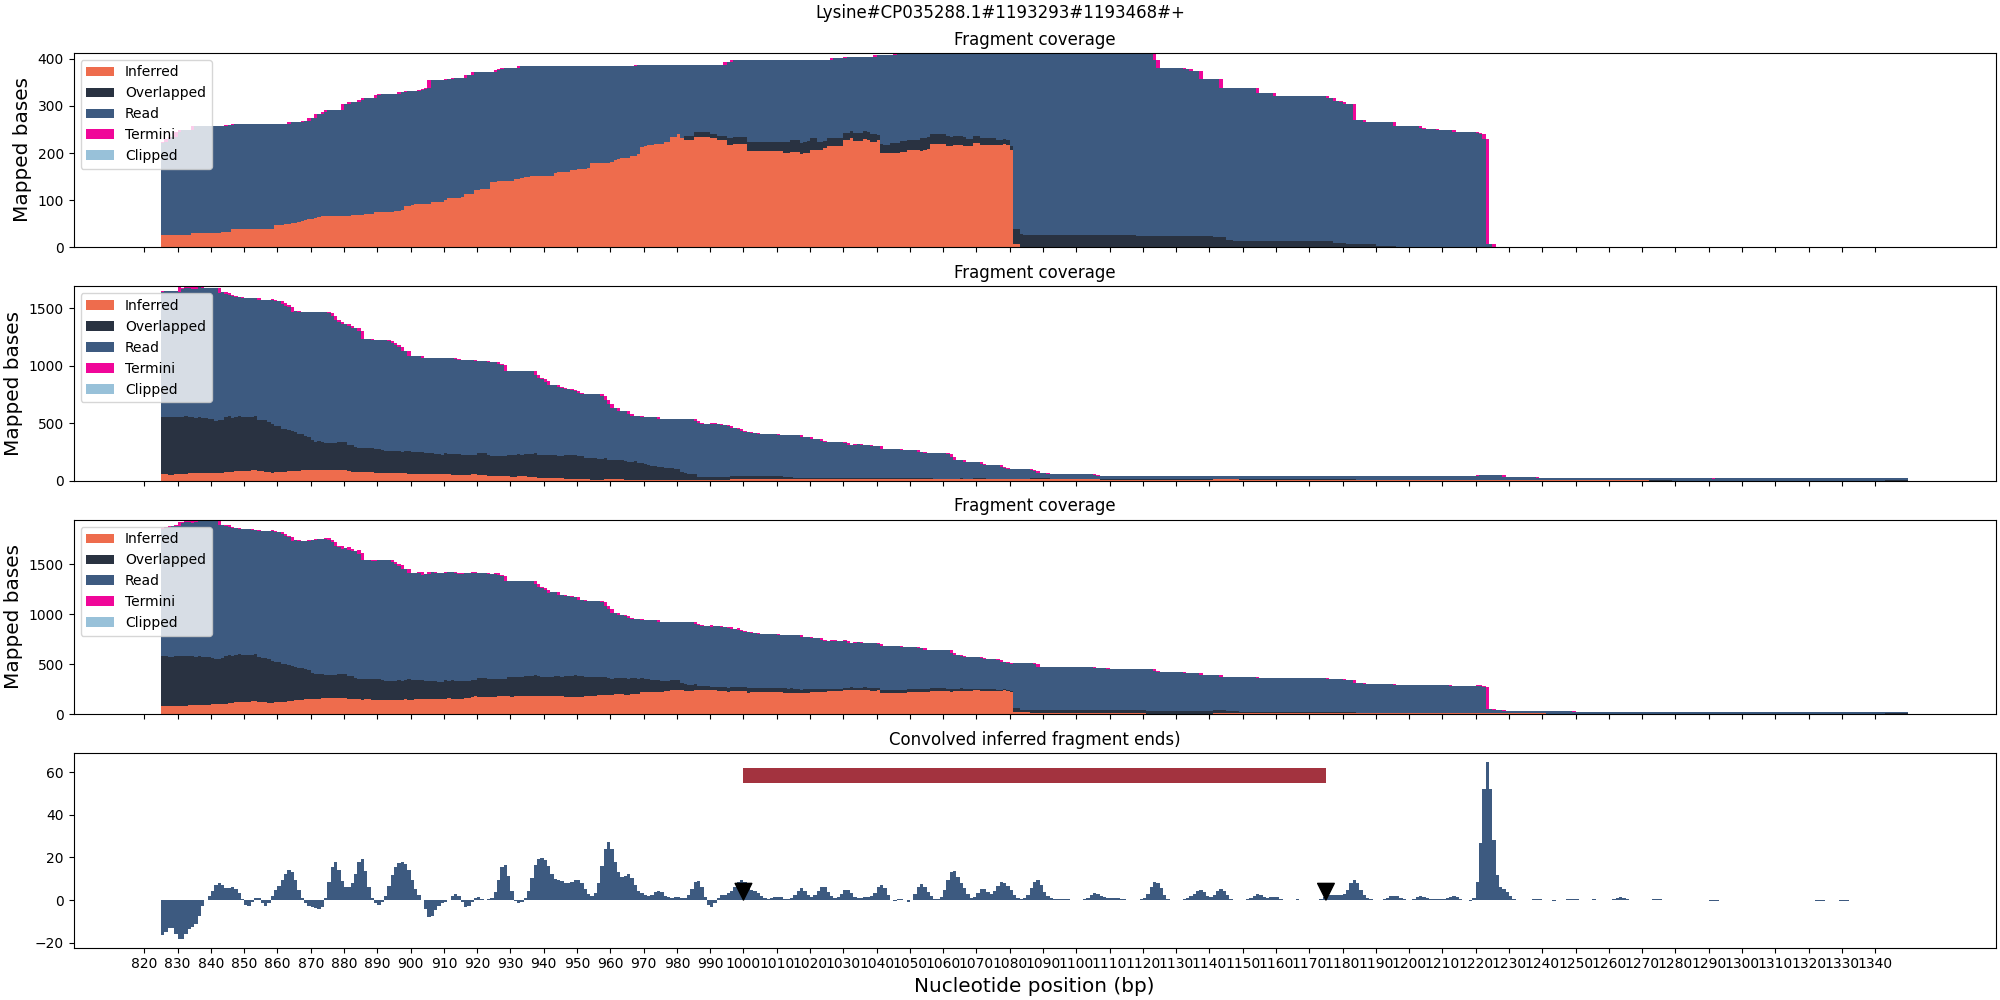 Lysine#CP035288.1#1193293#1193468#+
Fragment coverage
Mapped bases
400
300
200
100
0
Inferred
Overlapped
Read
Termini
Clipped
Fragment coverage
Mapped bases
1500
1000
500
0
Inferred
Overlapped
Read
Termini
Clipped
Fragment coverage
Mapped bases
1500
1000
500
0
Inferred
Overlapped
Read
Termini
Clipped
Convolved inferred fragment ends)
60
40
20
0
−20
820 830 840 850 860 870 880 890 900 910 920 930 940 950 960 970 980 990 1000 1010 1020 1030 1040 1050 1060 1070 1080 1090 1100 1110 1120 1130 1140 1150 1160 1170 1180 1190 1200 1210 1220 1230 1240 1250 1260 1270 1280 1290 1300 1310 1320 1330 1340
Nucleotide position (bp)